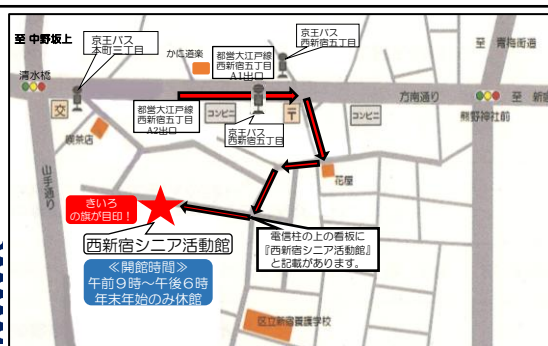 至 中野坂上
京王バス
本町三丁目
かに道楽
都営大江戸線
西新宿五丁目
A1出口
京王バス
西新宿五丁目
至 青梅街道
清水橋
交
喫茶店
都営大江戸線
西新宿五丁目
A2出口
コンビニ
京王バス
西新宿五丁目
〒
コンビニ
方南通り
至 新宿
熊野神社前
山手通り
花屋
きいろ
の旗が目印！
西新宿シニア活動館
≪開館時間≫
午前９時～午後６時
年末年始のみ休館
電信柱の上の看板に
『西新宿シニア活動館』
と記載があります。
区立新宿養護学校